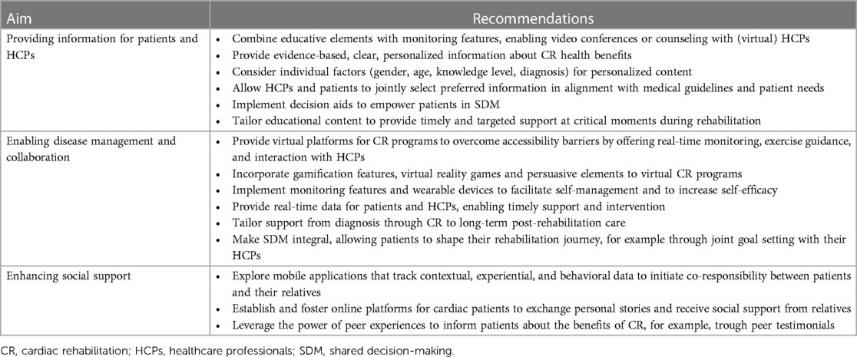 Aim Recommendations
Providing information for patients and HCPs
• Combine educative elements with monitoring features, enabling video conferences or counseling with (virtual) HCPs
• Provide evidence-based, clear, personalized information about CR health benefits
• Consider individual factors (gender, age, knowledge level, diagnosis) for personalized content
• Allow HCPs and patients to jointly select preferred information in alignment with medical guidelines and patient needs
• Implement decision aids to empower patients in SDM
• Tailor educational content to provide timely and targeted support at critical moments during rehabilitation
Enabling disease management and collaboration
• Provide virtual platforms for CR programs to overcome accessibility barriers by offering real-time monitoring, exercise guidance,
and interaction with HCPs
• Incorporate gamification features, virtual reality games and persuasive elements to virtual CR programs
• Implement monitoring features and wearable devices to facilitate self-management and to increase self-efficacy
• Provide real-time data for patients and HCPs, enabling timely support and intervention
• Tailor support from diagnosis through CR to long-term post-rehabilitation care
• Make SDM integral, allowing patients to shape their rehabilitation journey, for example through joint goal setting with their
HCPs
Enhancing social support
• Explore mobile applications that track contextual, experiential, and behavioral data to initiate co-responsibility between patients
and their relatives
• Establish and foster online platforms for cardiac patients to exchange personal stories and receive social support from relatives
• Leverage the power of peer experiences to inform patients about the benefits of CR, for example, trough peer testimonials
CR, cardiac rehabilitation; HCPs, healthcare professionals; SDM, shared decision-making.